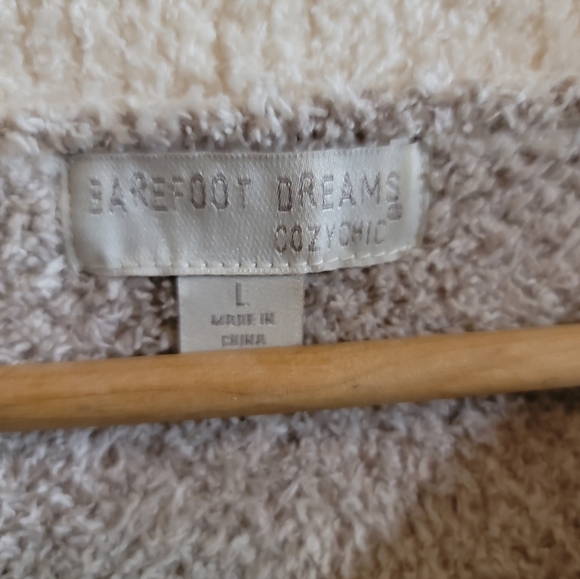 BAREFOOT DREAMS®
COZYCHIC
L
MADE IN
CHINA